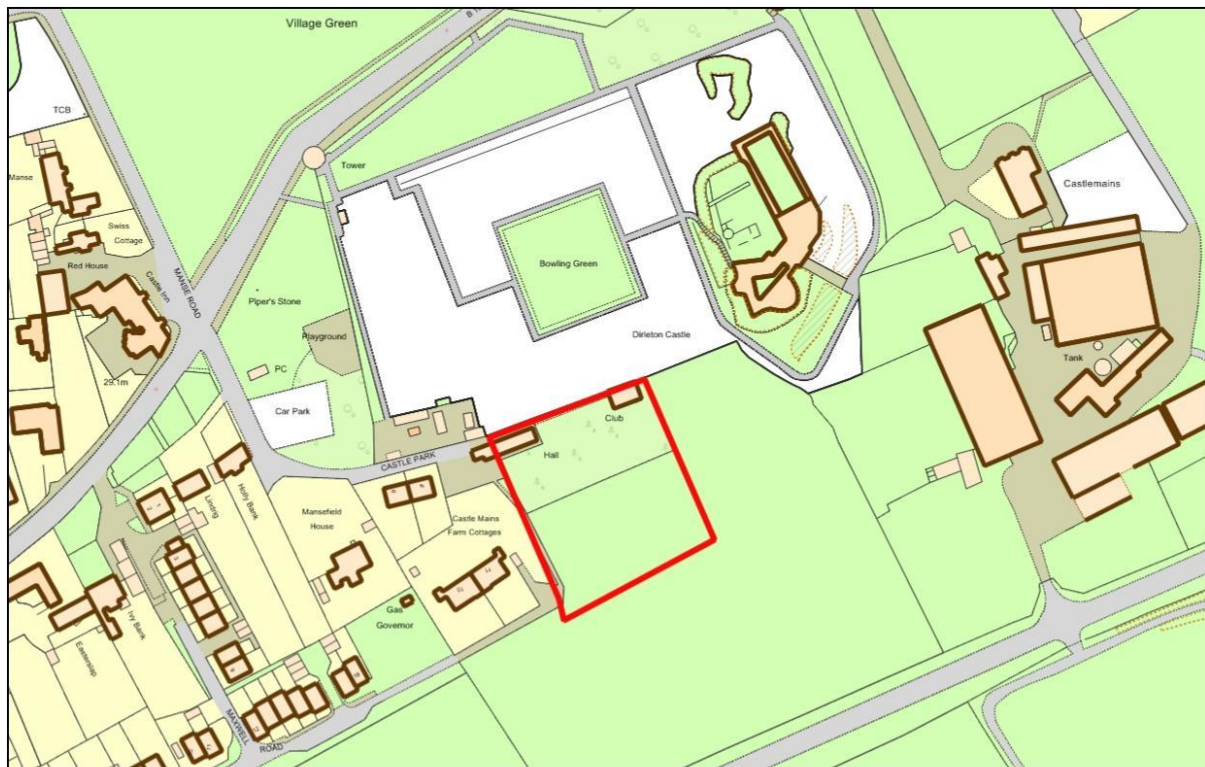 Village Green
TCB
Manse
Swiss
Cottage
Red House
Castle Inn
MANSE ROAD
Tower
Piper's Stone
Playground
PC
Car Park
29.1m
Bowling Green
Dirleton Castle
Castlemains
Tank
Club
Hall
CASTLE PARK
Holly Bank
Lindrig
Mansefield
House
Castle Mains
Farm Cottages
Gas
Governor
Ivy Bank
Easterslap
MAXWELL
ROAD